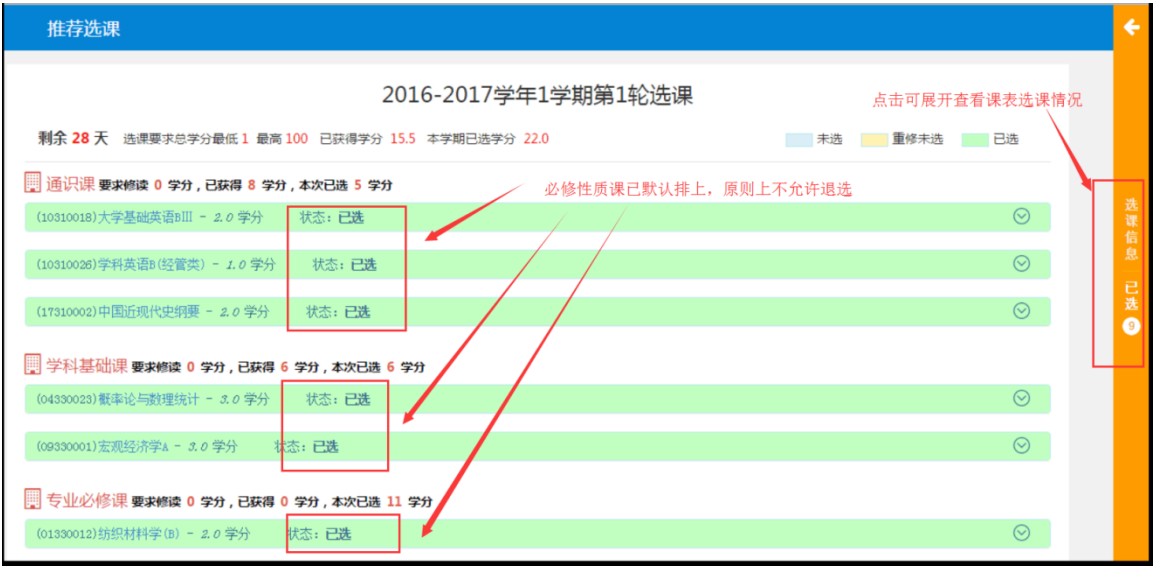 推荐选课
2016-2017学年1学期第1轮选课
点击可展开查看课表选课情况
剩余 28 天 选课要求总学分最低 1 最高 100 已获得学分 15.5 本学期已选学分 22.0
未选 重修未选 已选
通识课 要求修读 0 学分，已获得 8 学分，本次已选 5 学分
必修性质课已默认排上，原则上不允许退选
(10310018)大学基础英语BIII - 2.0 学分 状态：已选
(10310026)学科英语B(经管类) - 1.0 学分 状态：已选
(17310002)中国近现代史纲要 - 2.0 学分 状态：已选
学科基础课 要求修读 0 学分，已获得 6 学分，本次已选 6 学分
(04330023)概率论与数理统计 - 3.0 学分 状态：已选
(09330001)宏观经济学A - 3.0 学分 状态：已选
专业必修课 要求修读 0 学分，已获得 0 学分，本次已选 11 学分
(01330012)纺织材料学(B) - 2.0 学分 状态：已选
选课信息 已选 9